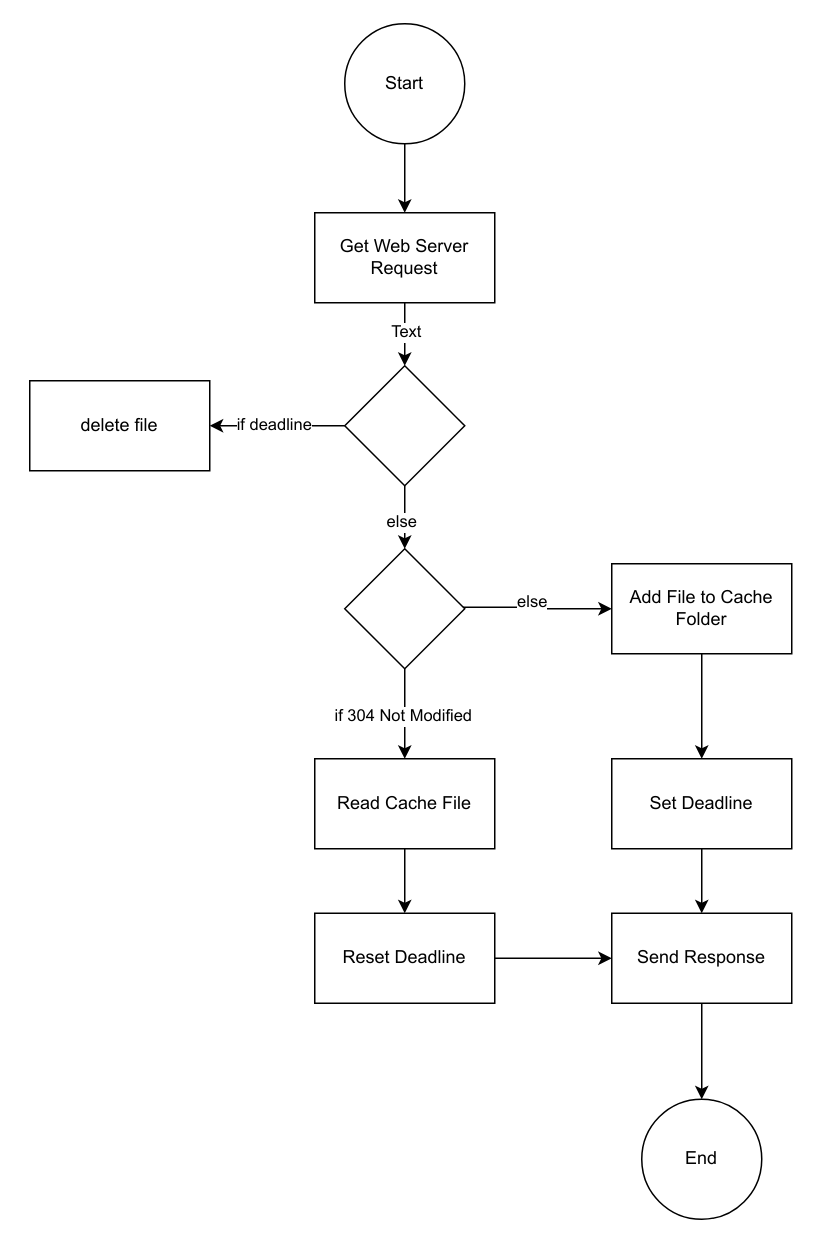 Start
Get Web Server
Request
Text
delete file
if deadline
else
else
Add File to Cache
Folder
if 304 Not Modified
Read Cache File
Set Deadline
Reset Deadline
Send Response
End